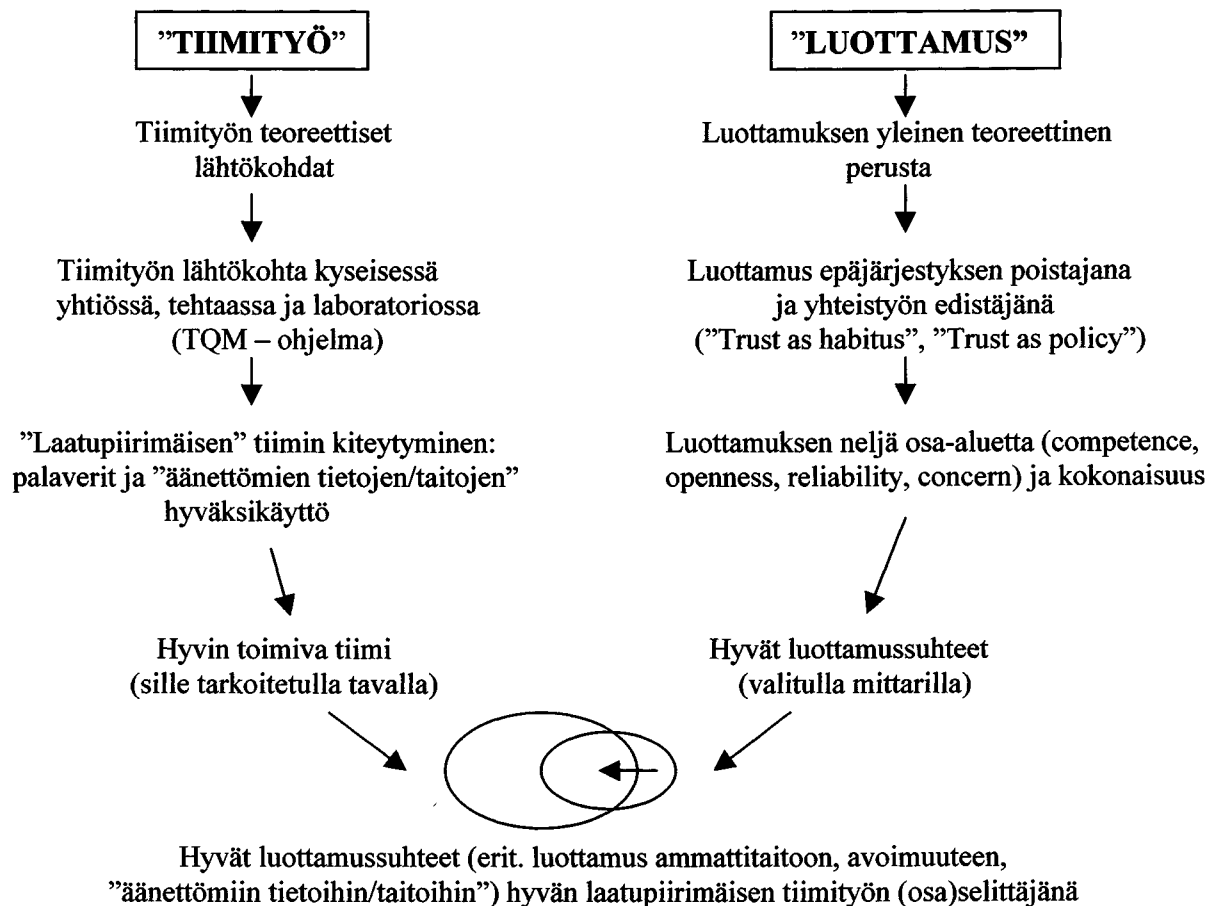 ”TIIMITYÖ”
Tiimityön teoreettiset
lähtökohdat
Tiimityön lähtökohta kyseisessä
yhtiössä, tehtaassa ja laboratoriossa
(TQM – ohjelma)
”Laatupiirimäisen” tiimin kiteytyminen:
palaverit ja ”äänettömien tietojen/taitojen”
hyväksikäyttö
Hyvin toimiva tiimi
(sille tarkoitetulla tavalla)
”LUOTTAMUS”
Luottamuksen yleinen teoreettinen
perusta
Luottamus epäjärjestyksen poistajana
ja yhteistyön edistäjänä
(”Trust as habitus”, ”Trust as policy”)
Luottamuksen neljä osa-aluetta (competence,
openness, reliability, concern) ja kokonaisuus
Hyvät luottamussuhteet
(valitulla mittarilla)
Hyvät luottamussuhteet (erit. luottamus ammattitaitoon, avoimuuteen,
”äänettömiin tietoihin/taitoihin”) hyvän laatupiirimäisen tiimityön (osa)selittäjänä